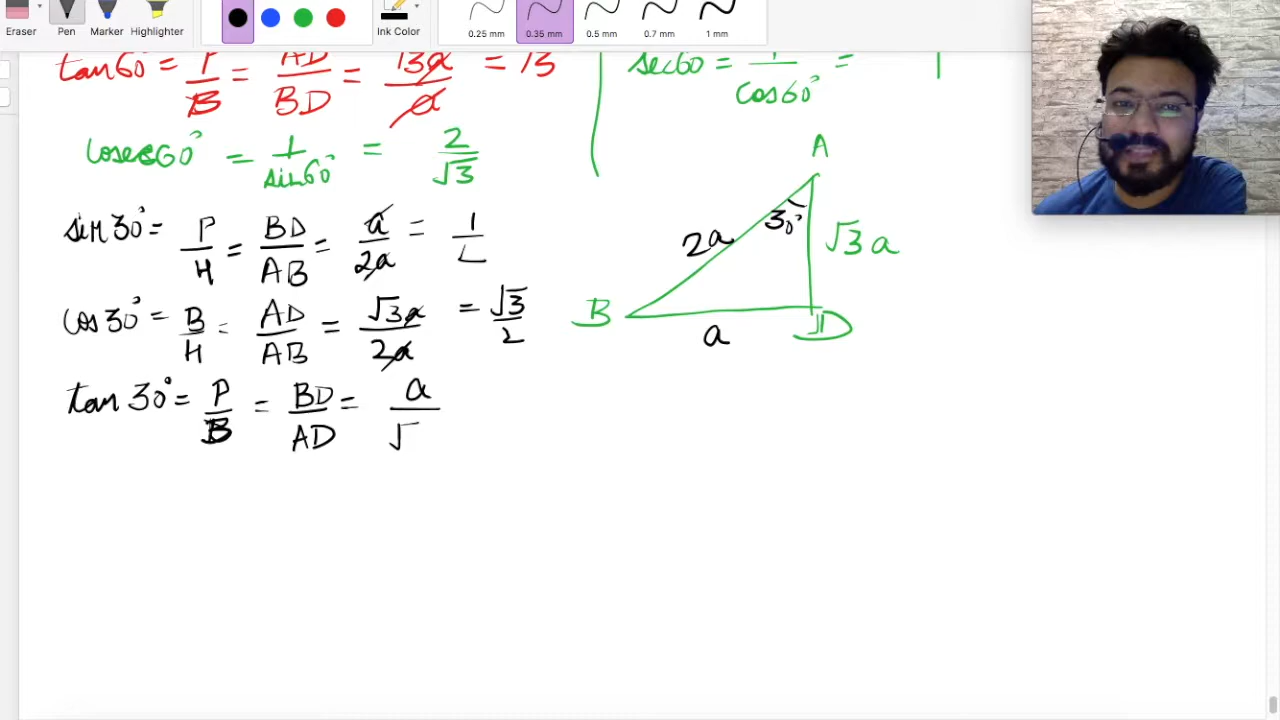 Eraser Pen Marker Highlighter Ink Color 0.25 mm 0.35 mm 0.5 mm 0.7 mm 1 mm
tan60° = P/B = AD/BD = √3a/a = √3
sec60 = 1/cos60° =
cosec60° = 1/sin60° = 2/√3
sin30° = P/H = BD/AB = a/2a = 1/2
cos30° = B/H = AD/AB = √3a/2a = √3/2
tan30° = P/B = BD/AD = a/√
A
30°
2a
√3a
B
a
D